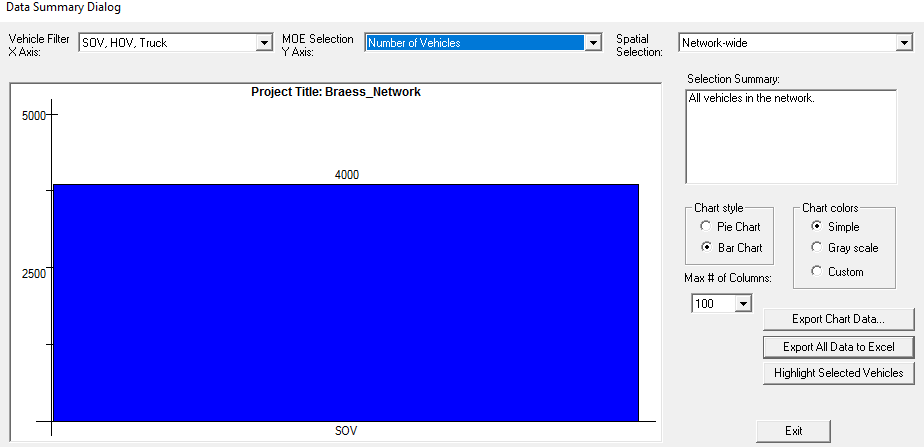 Data Summary Dialog
Vehicle Filter
X Axis:
SOV, HOV, Truck
MOE Selection
Y Axis:
Number of Vehicles
Spatial
Selection:
Network-wide
Project Title: Braess_Network
5000
4000
2500
SOV
Selection Summary:
All vehicles in the network.
Chart style
Pie Chart
Bar Chart
Chart colors
Simple
Gray scale
Custom
Max # of Columns:
100
Export Chart Data...
Export All Data to Excel
Highlight Selected Vehicles
Exit